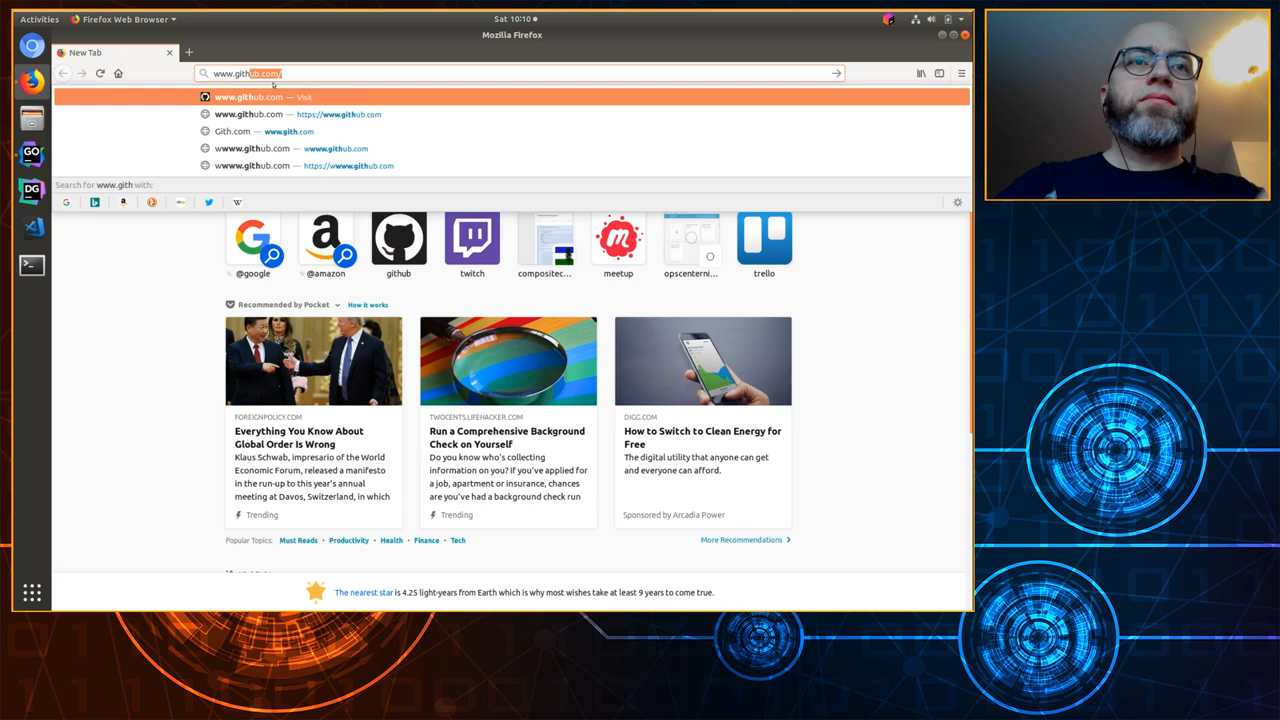 Activities
Firefox Web Browser
Sat 10:10
Mozilla Firefox
New Tab
www.github.com/
www.github.com — Visit
www.github.com — https://www.github.com
Gith.com — www.gith.com
wwww.github.com — wwww.github.com
wwww.github.com — https://wwww.github.com
Search for www.gith with:
GO
DG
@google
@amazon
github
twitch
compositec...
meetup
opscenterni...
trello
Recommended by Pocket
How it works
FOREIGNPOLICY.COM
Everything You Know About
Global Order Is Wrong
Klaus Schwab, impresario of the World
Economic Forum, released a manifesto
in the run-up to this year's annual
meeting at Davos, Switzerland, in which
Trending
TWOCENTS.LIFEHACKER.COM
Run a Comprehensive Background
Check on Yourself
Do you know who's collecting
information on you? If you've applied for
a job, apartment or insurance, chances
are you've had a background check run
Trending
DIGG.COM
How to Switch to Clean Energy for
Free
The digital utility that anyone can get
and everyone can afford.
Sponsored by Arcadia Power
Popular Topics: Must Reads • Productivity • Health • Finance • Tech
More Recommendations
The nearest star is 4.25 light-years from Earth which is why most wishes take at least 9 years to come true.